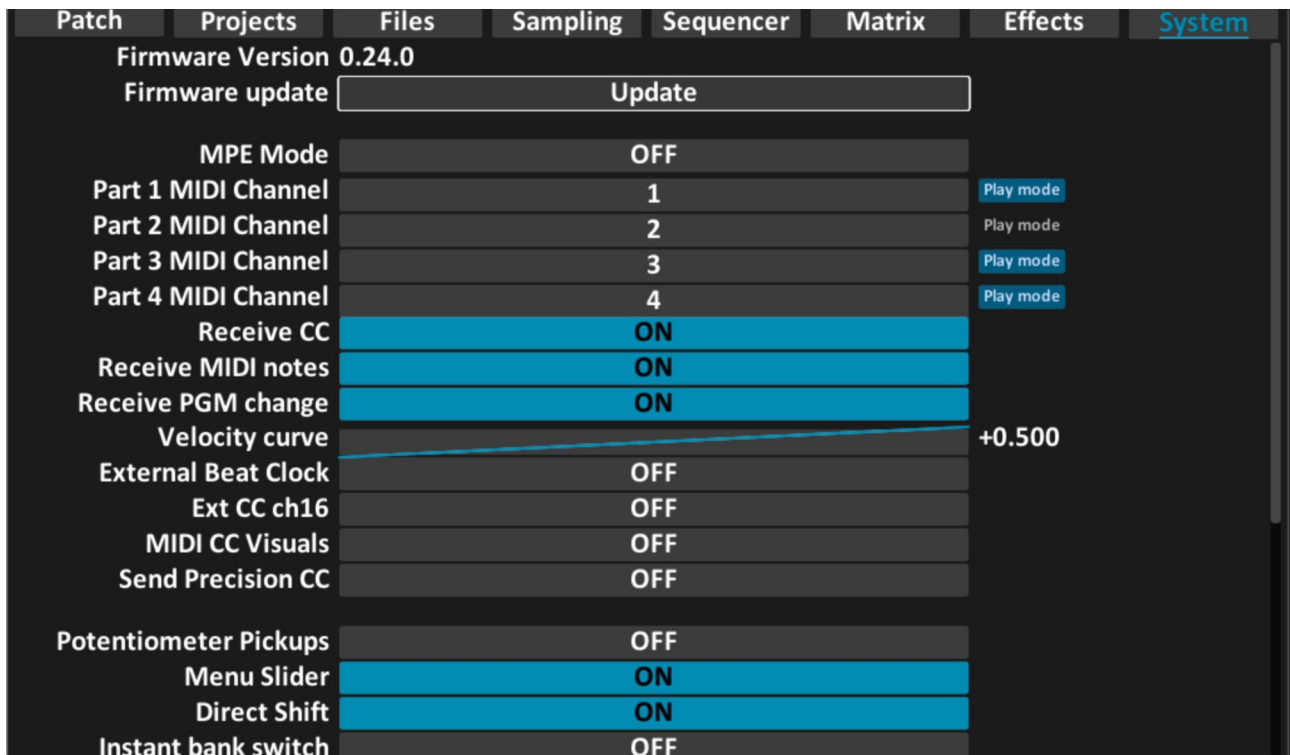 Patch Projects Files Sampling Sequencer Matrix Effects System
Firmware Version 0.24.0
Firmware update Update
MPE Mode OFF
Part 1 MIDI Channel 1 Play mode
Part 2 MIDI Channel 2 Play mode
Part 3 MIDI Channel 3 Play mode
Part 4 MIDI Channel 4 Play mode
Receive CC ON
Receive MIDI notes ON
Receive PGM change ON
Velocity curve +0.500
External Beat Clock OFF
Ext CC ch16 OFF
MIDI CC Visuals OFF
Send Precision CC OFF
Potentiometer Pickups OFF
Menu Slider ON
Direct Shift ON
Instant bank switch OFF